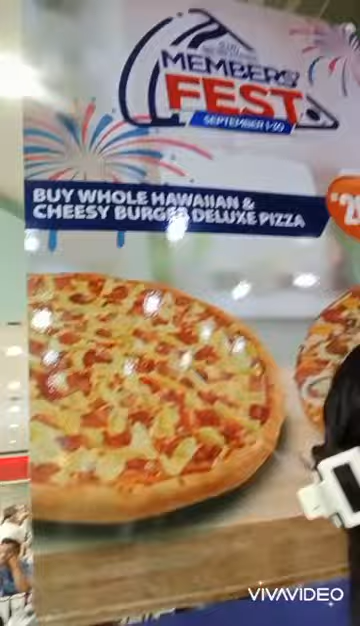 MEMBERS'
FEST
SEPTEMBER 1-30
BUY WHOLE HAWAIIAN &
CHEESY BURGER DELUXE PIZZA
VIVAVIDEO